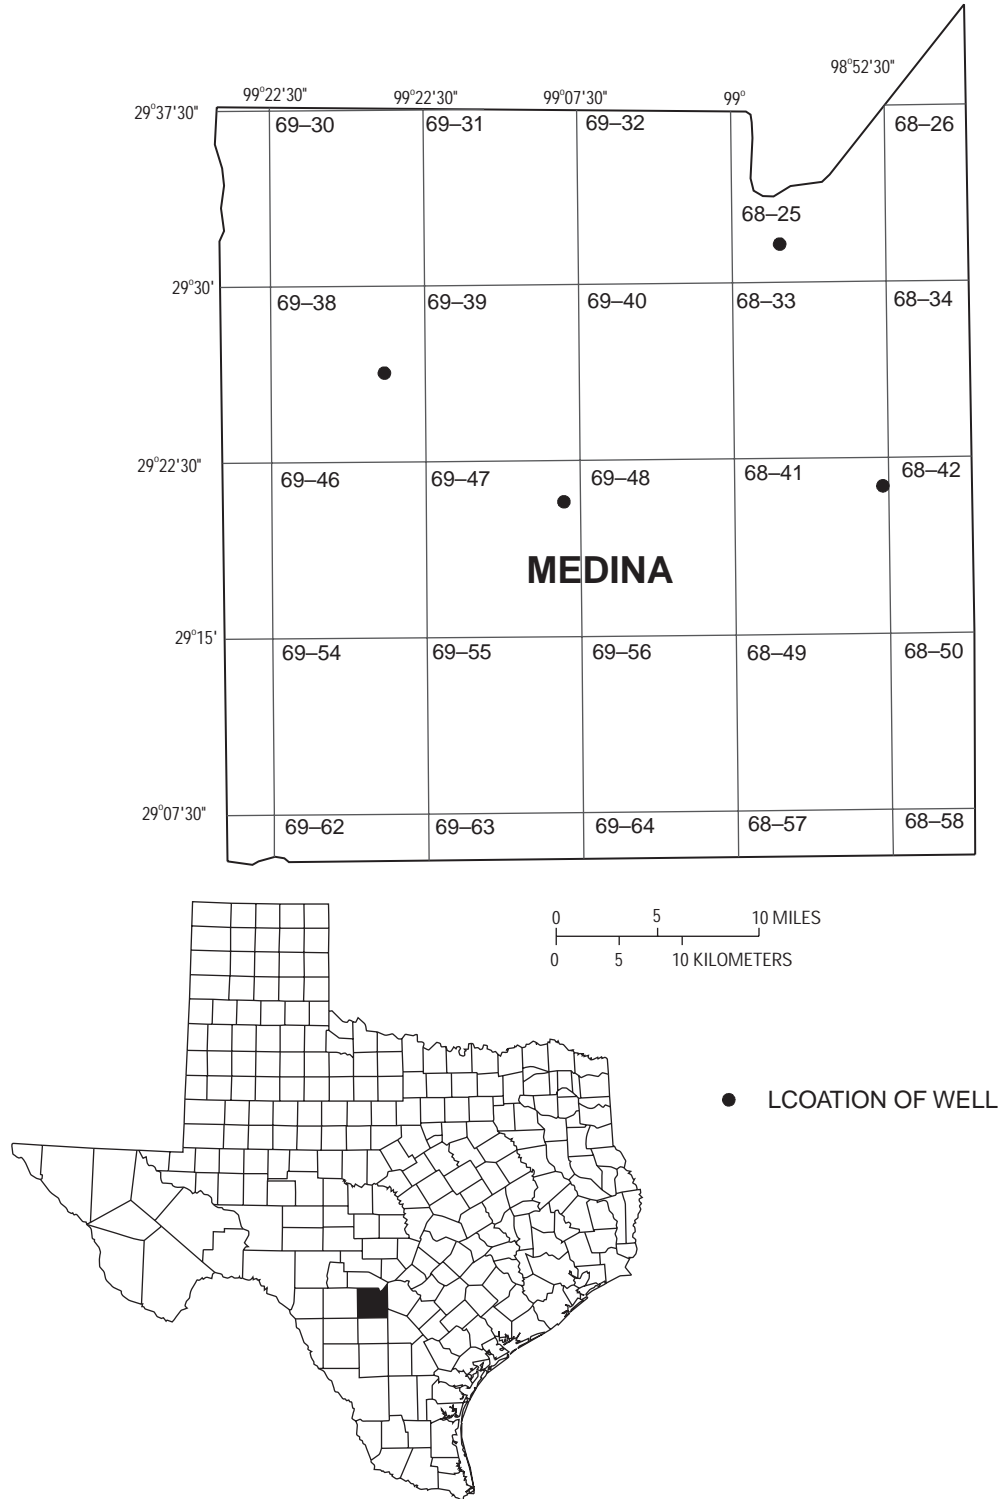 98°52'30"
99°22'30" 99°22'30" 99°07'30" 99°
29°37'30"
69–30 69–31 69–32 68–26
68–25
29°30'
69–38 69–39 69–40 68–33 68–34
29°22'30"
69–46 69–47 69–48 68–41 68–42
MEDINA
29°15'
69–54 69–55 69–56 68–49 68–50
29°07'30"
69–62 69–63 69–64 68–57 68–58
0 5 10 MILES
0 5 10 KILOMETERS
LCOATION OF WELL